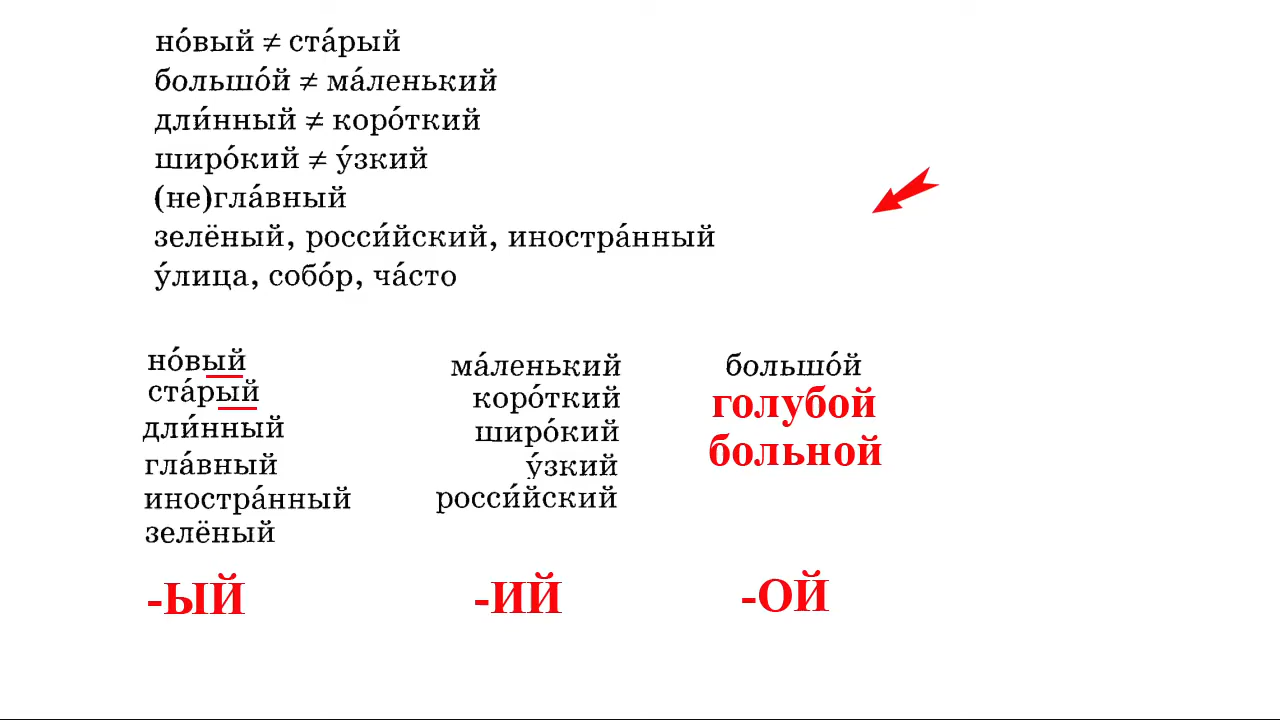 но́вый ≠ ста́рый
большо́й ≠ ма́ленький
дли́нный ≠ коро́ткий
широ́кий ≠ у́зкий
(не)гла́вный
зелёный, росси́йский, иностра́нный
у́лица, собо́р, ча́сто
но́вый
ста́рый
дли́нный
гла́вный
иностра́нный
зелёный
-ЫЙ
ма́ленький
коро́ткий
широ́кий
у́зкий
росси́йский
-ИЙ
большо́й
голубой
больной
-ОЙ